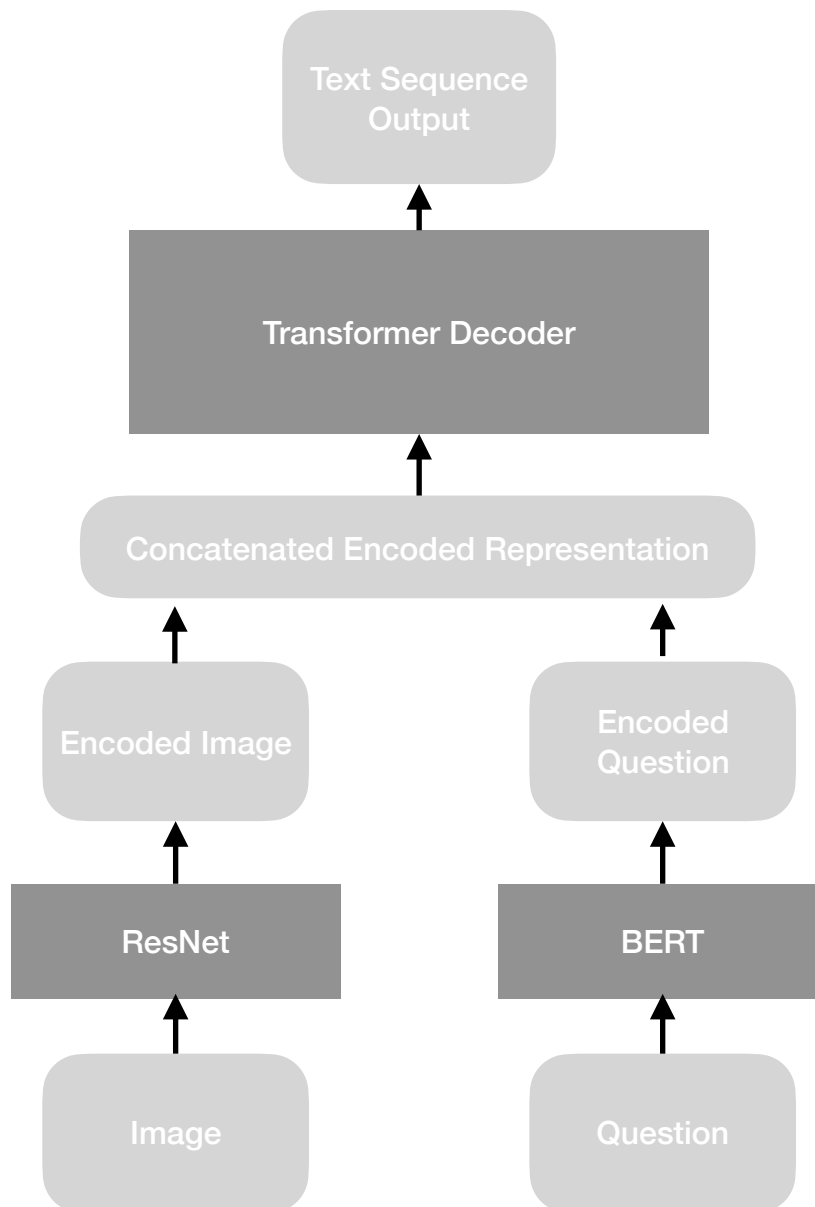 Text Sequence
Output
Transformer Decoder
Concatenated Encoded Representation
Encoded Image
Encoded
Question
ResNet
BERT
Image
Question